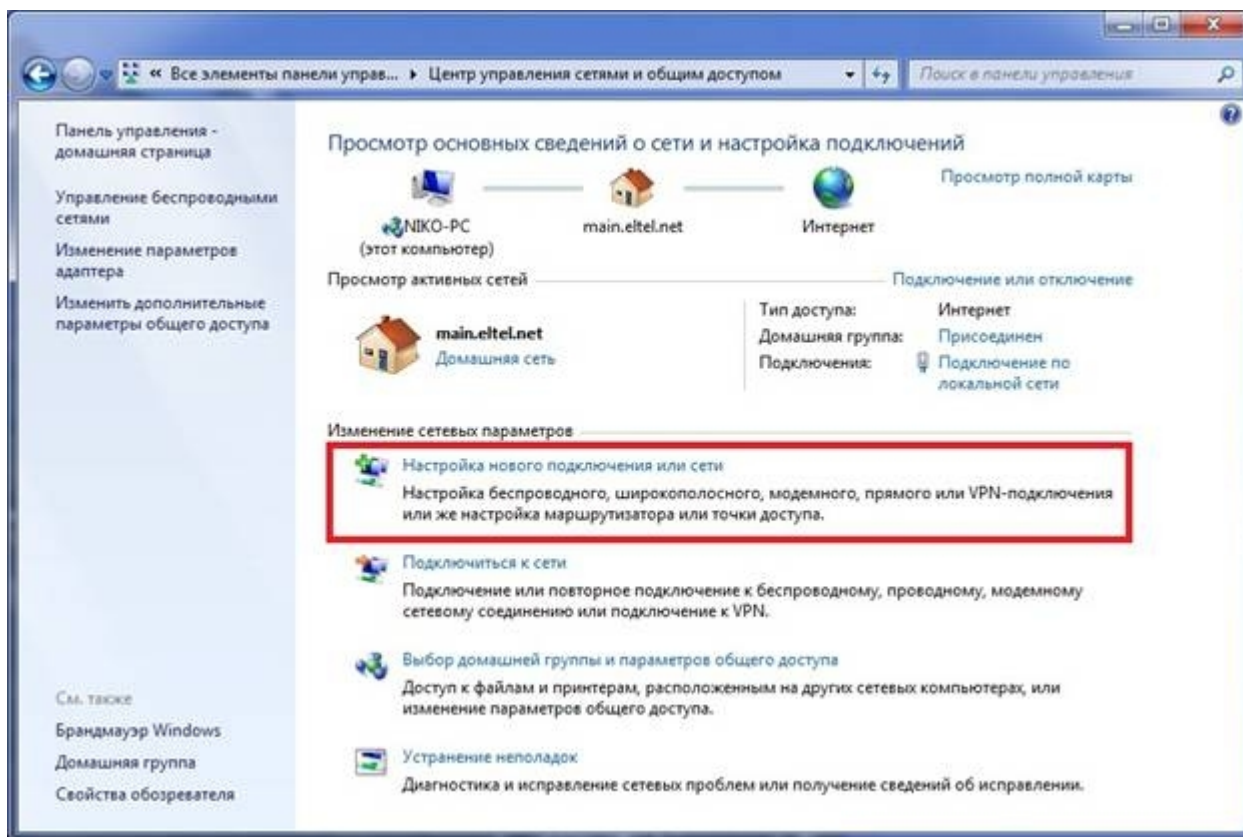 « Все элементы панели управ... ▸ Центр управления сетями и общим доступом
Поиск в панели управления
Панель управления -
домашняя страница
Управление беспроводными
сетями
Изменение параметров
адаптера
Изменить дополнительные
параметры общего доступа
См. также
Брандмауэр Windows
Домашняя группа
Свойства обозревателя
Просмотр основных сведений о сети и настройка подключений
Просмотр полной карты
NIKO-PC
(этот компьютер)
main.eltel.net
Интернет
Просмотр активных сетей
Подключение или отключение
main.eltel.net
Домашняя сеть
Тип доступа: Интернет
Домашняя группа: Присоединен
Подключения: Подключение по
локальной сети
Изменение сетевых параметров
Настройка нового подключения или сети
Настройка беспроводного, широкополосного, модемного, прямого или VPN-подключения
или же настройка маршрутизатора или точки доступа.
Подключиться к сети
Подключение или повторное подключение к беспроводному, проводному, модемному
сетевому соединению или подключение к VPN.
Выбор домашней группы и параметров общего доступа
Доступ к файлам и принтерам, расположенным на других сетевых компьютерах, или
изменение параметров общего доступа.
Устранение неполадок
Диагностика и исправление сетевых проблем или получение сведений об исправлении.